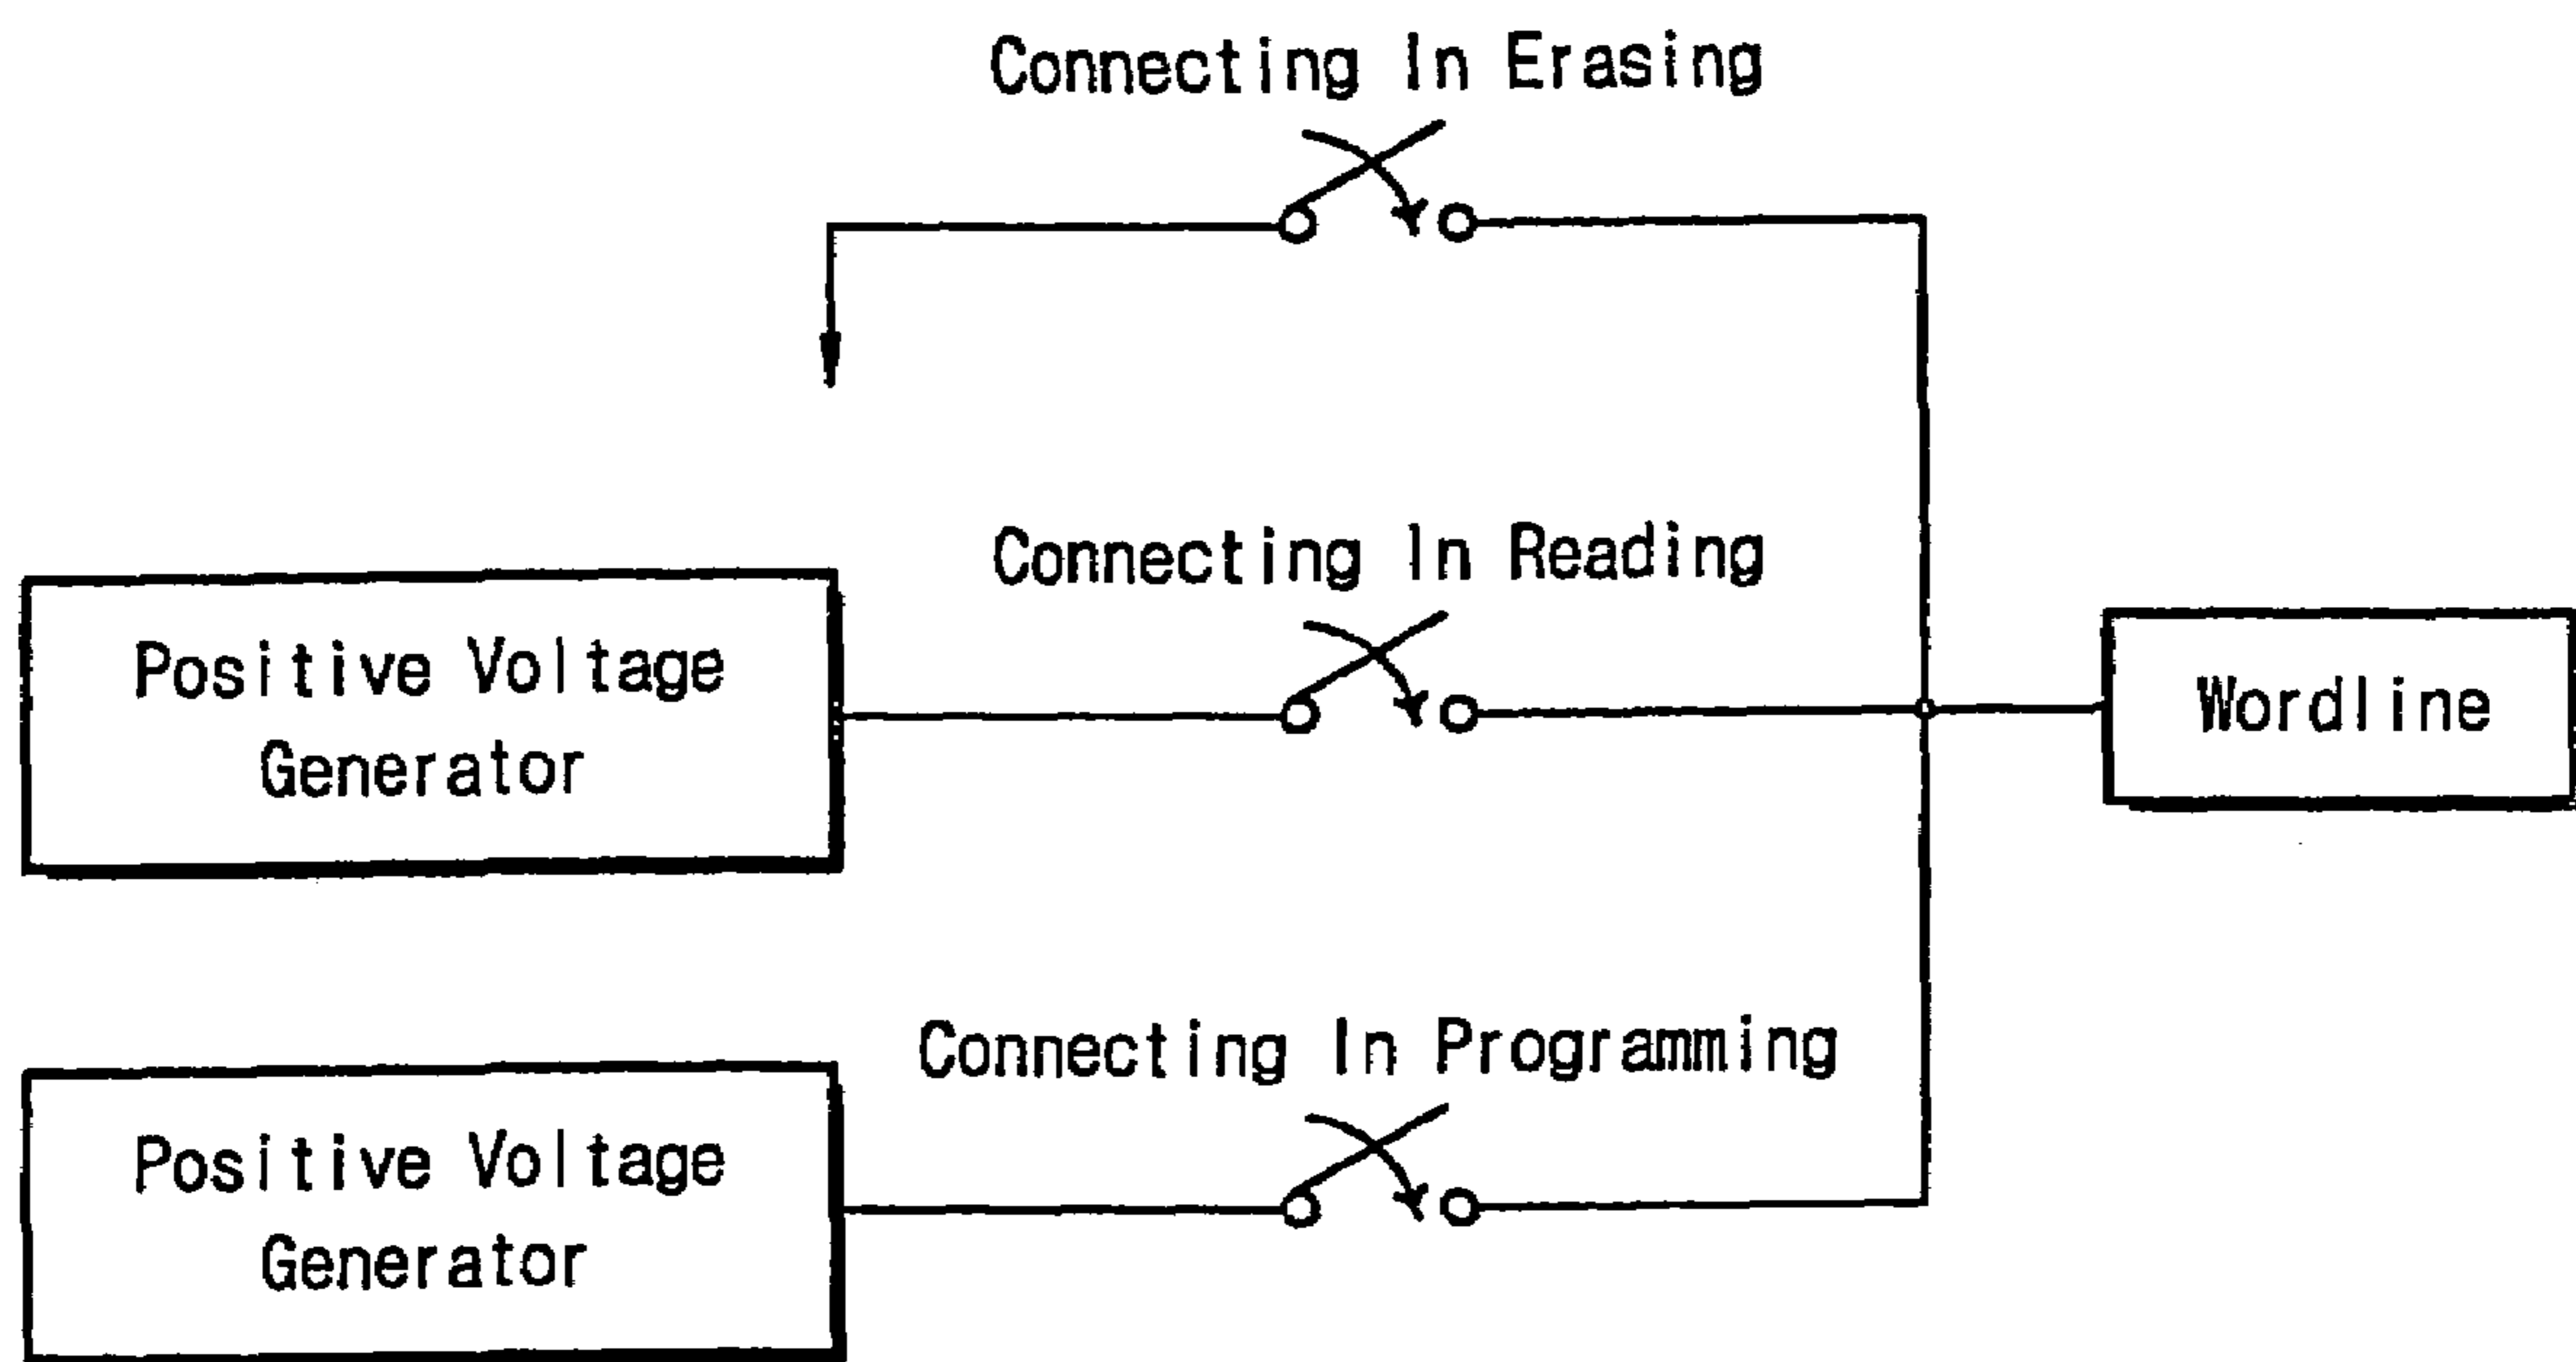 Connecting In Erasing
Connecting In Reading
Positive Voltage
Generator
Wordline
Connecting In Programming
Positive Voltage
Generator